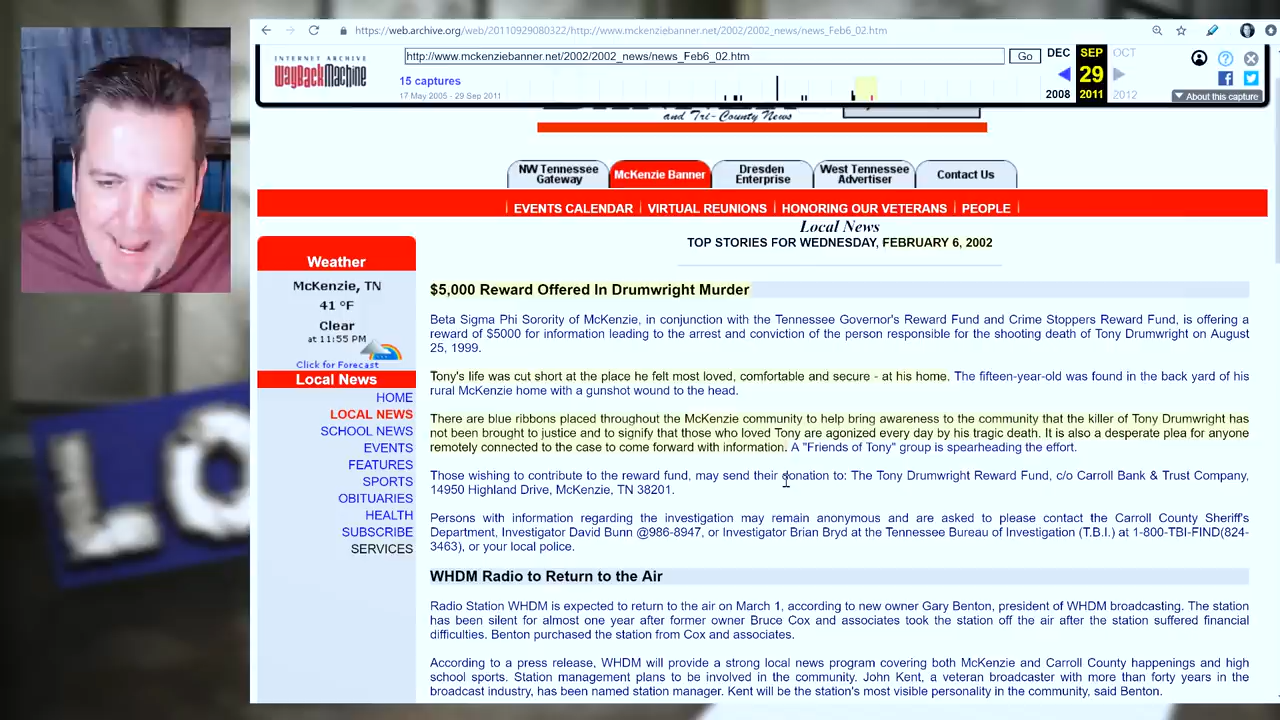 https://web.archive.org/web/20110929080322/http://www.mckenziebanner.net/2002/2002_news/news_Feb6_02.htm
INTERNET ARCHIVE
WayBackMachine
http://www.mckenziebanner.net/2002/2002_news/news_Feb6_02.htm
Go
DEC
SEP
OCT
15 captures
17 May 2005 - 29 Sep 2011
29
2008
2011
2012
About this capture
and Tri-County News
NW Tennessee
Gateway
McKenzie Banner
Dresden
Enterprise
West Tennessee
Advertiser
Contact Us
EVENTS CALENDAR
VIRTUAL REUNIONS
HONORING OUR VETERANS
PEOPLE
Local News
TOP STORIES FOR WEDNESDAY, FEBRUARY 6, 2002
Weather
McKenzie, TN
41 °F
Clear
at 11:55 PM
Click for Forecast
Local News
HOME
LOCAL NEWS
SCHOOL NEWS
EVENTS
FEATURES
SPORTS
OBITUARIES
HEALTH
SUBSCRIBE
SERVICES
$5,000 Reward Offered In Drumwright Murder
Beta Sigma Phi Sorority of McKenzie, in conjunction with the Tennessee Governor's Reward Fund and Crime Stoppers Reward Fund, is offering a
reward of $5000 for information leading to the arrest and conviction of the person responsible for the shooting death of Tony Drumwright on August
25, 1999.
Tony's life was cut short at the place he felt most loved, comfortable and secure - at his home. The fifteen-year-old was found in the back yard of his
rural McKenzie home with a gunshot wound to the head.
There are blue ribbons placed throughout the McKenzie community to help bring awareness to the community that the killer of Tony Drumwright has
not been brought to justice and to signify that those who loved Tony are agonized every day by his tragic death. It is also a desperate plea for anyone
remotely connected to the case to come forward with information. A "Friends of Tony" group is spearheading the effort.
Those wishing to contribute to the reward fund, may send their donation to: The Tony Drumwright Reward Fund, c/o Carroll Bank & Trust Company,
14950 Highland Drive, McKenzie, TN 38201.
Persons with information regarding the investigation may remain anonymous and are asked to please contact the Carroll County Sheriff's
Department, Investigator David Bunn @986-8947, or Investigator Brian Bryd at the Tennessee Bureau of Investigation (T.B.I.) at 1-800-TBI-FIND(824-
3463), or your local police.
WHDM Radio to Return to the Air
Radio Station WHDM is expected to return to the air on March 1, according to new owner Gary Benton, president of WHDM broadcasting. The station
has been silent for almost one year after former owner Bruce Cox and associates took the station off the air after the station suffered financial
difficulties. Benton purchased the station from Cox and associates.
According to a press release, WHDM will provide a strong local news program covering both McKenzie and Carroll County happenings and high
school sports. Station management plans to be involved in the community. John Kent, a veteran broadcaster with more than forty years in the
broadcast industry, has been named station manager. Kent will be the station's most visible personality in the community, said Benton.
LO